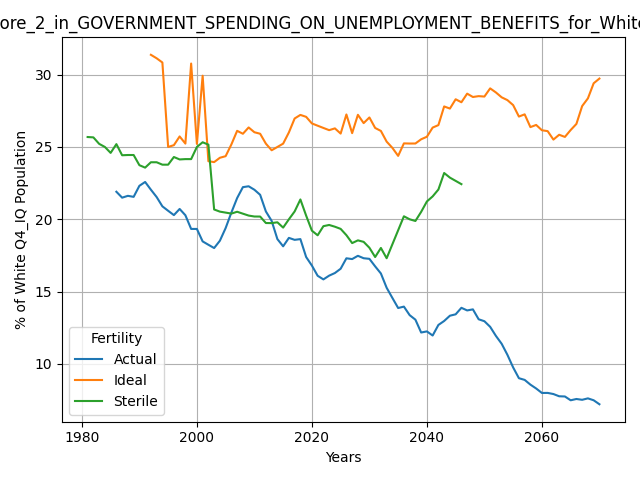 ore_2_in_GOVERNMENT_SPENDING_ON_UNEMPLOYMENT_BENEFITS_for_White
% of White Q4_IQ Population
30
25
20
15
10
Fertility
Actual
Ideal
Sterile
1980
2000
2020
2040
2060
Years